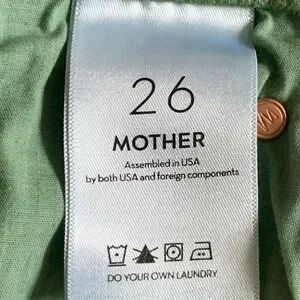 26
MOTHER
Assembled in USA
by both USA and foreign components
DO YOUR OWN LAUNDRY